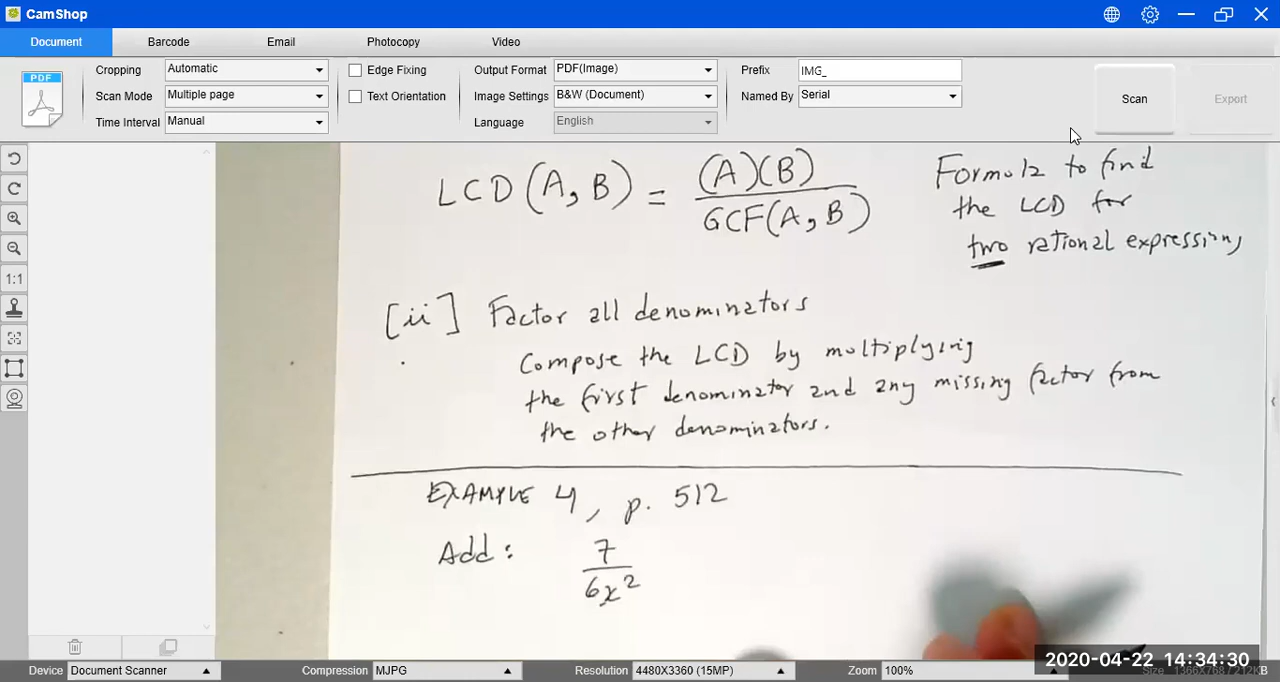 CamShop
Document Barcode Email Photocopy Video
PDF
Cropping Automatic
Scan Mode Multiple page
Time Interval Manual
Edge Fixing
Text Orientation
Output Format PDF(Image)
Image Settings B&W (Document)
Language English
Prefix IMG_
Named By Serial
Scan
Export
1:1
LCD (A, B) = (A)(B) / GCF(A, B)
Formula to find
the LCD for
two rational expressions
[ii] Factor all denominators
Compose the LCD by multiplying
the first denominator and any missing factor from
the other denominators.
EXAMPLE 4, p. 512
Add: 7 / 6x²
2020-04-22 14:34:30
Device Document Scanner Compression MJPG Resolution 4480X3360 (15MP) Zoom 100%